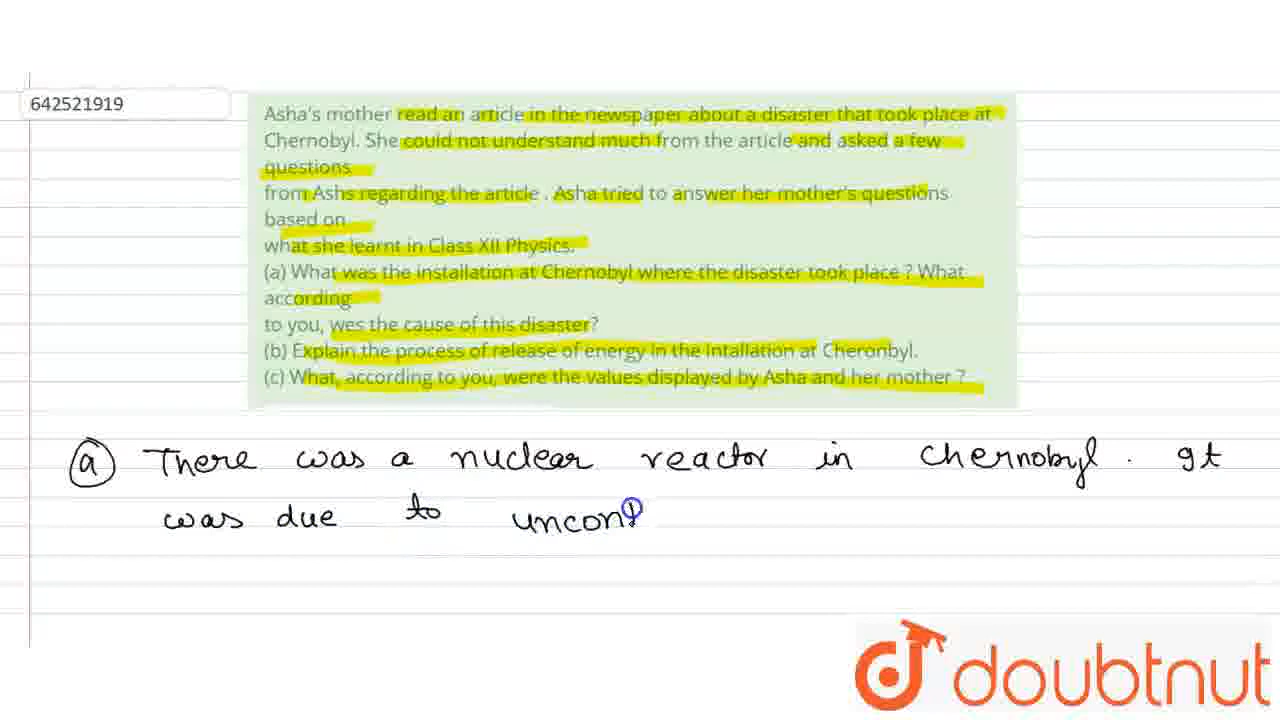 642521919
Asha's mother read an article in the newspaper about a disaster that took place at
Chernobyl. She could not understand much from the article and asked a few
questions
from Ashs regarding the article . Asha tried to answer her mother's questions
based on
what she learnt in Class XII Physics.
(a) What was the installation at Chernobyl where the disaster took place ? What
according
to you, wes the cause of this disaster?
(b) Explain the process of release of energy in the Intallation at Cheronbyl.
(c) What, according to you, were the values displayed by Asha and her mother ?
(a) There was a nuclear reactor in Chernobyl. It
was due to uncont
doubtnut